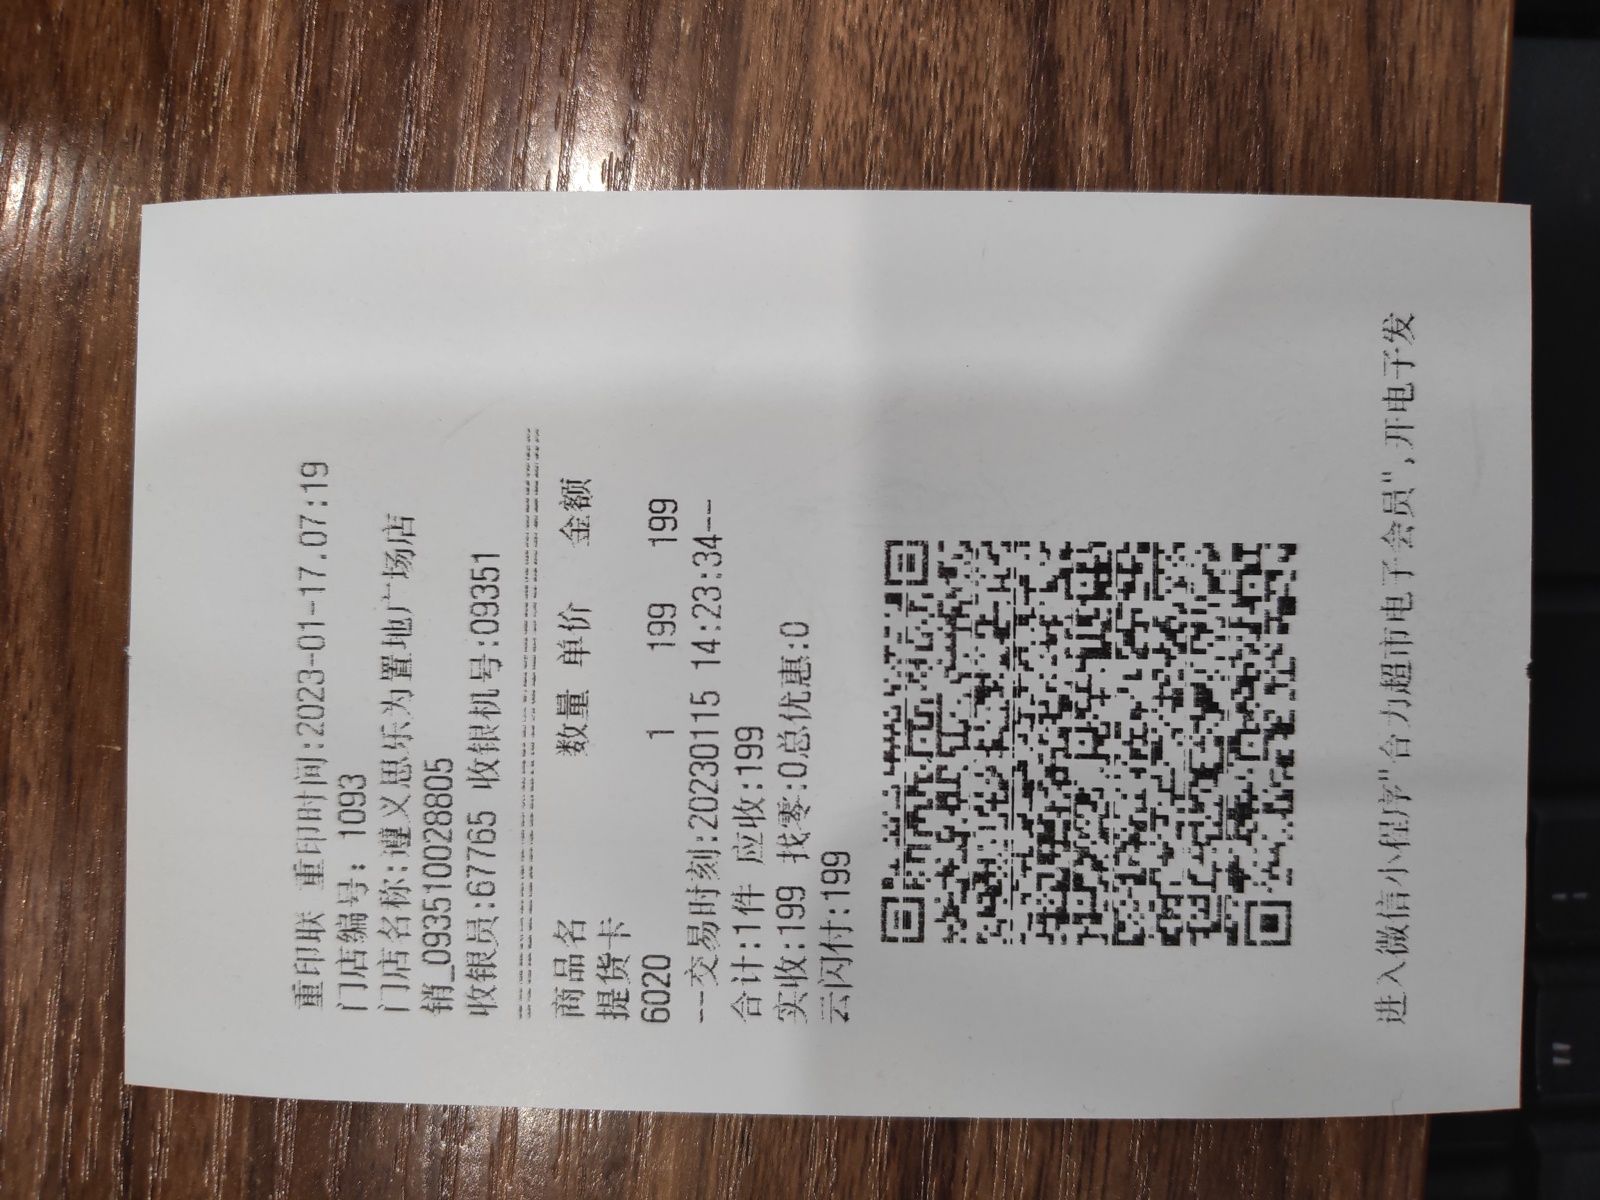 重印联 重印时间:2023-01-17.07:19
门店编号: 1093
门店名称:遵义思乐为置地广场店
销_093510028805
收银员:67765 收银机号:09351
商品名 数量 单价 金额
提货卡
6020 1 199 199
--交易时刻:20230115 14:23:34--
合计:1件 应收:199
实收:199 找零:0总优惠:0
云闪付:199
进入微信小程序"合力超市电子会员",开电子发